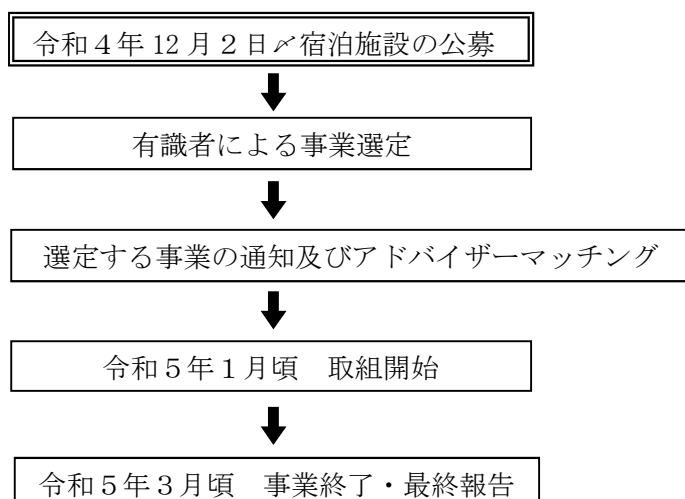 令和４年 12 月２日〆宿泊施設の公募
有識者による事業選定
選定する事業の通知及びアドバイザーマッチング
令和５年１月頃　取組開始
令和５年３月頃　事業終了・最終報告